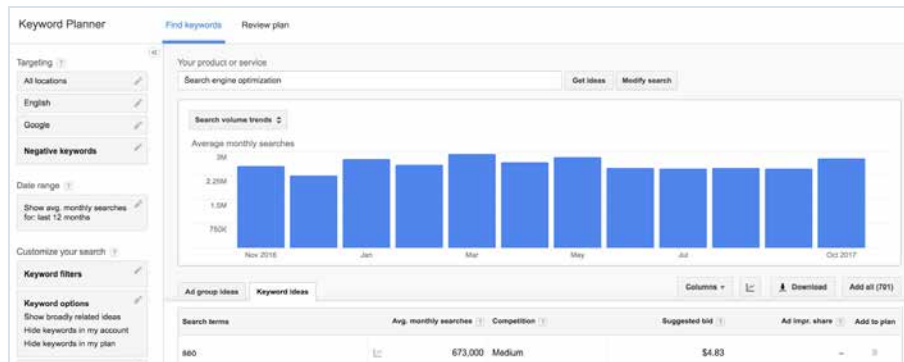 Keyword Planner
Find keywords Review plan
Targeting ?
All locations
English
Google
Negative keywords
Date range ?
Show avg. monthly searches
for: last 12 months
Customize your search ?
Keyword filters
Keyword options
Show broadly related ideas
Hide keywords in my account
Hide keywords in my plan
Your product or service
Search engine optimization Get ideas Modify search
Search volume trends
Average monthly searches
3M
2.25M
1.5M
750K
Nov 2016 Jan Mar May Jul Oct 2017
Ad group ideas Keyword ideas Columns Download Add all (701)
Search terms Avg. monthly searches ? Competition ? Suggested bid ? Ad impr. share ? Add to plan
seo 673,000 Medium $4.83 –